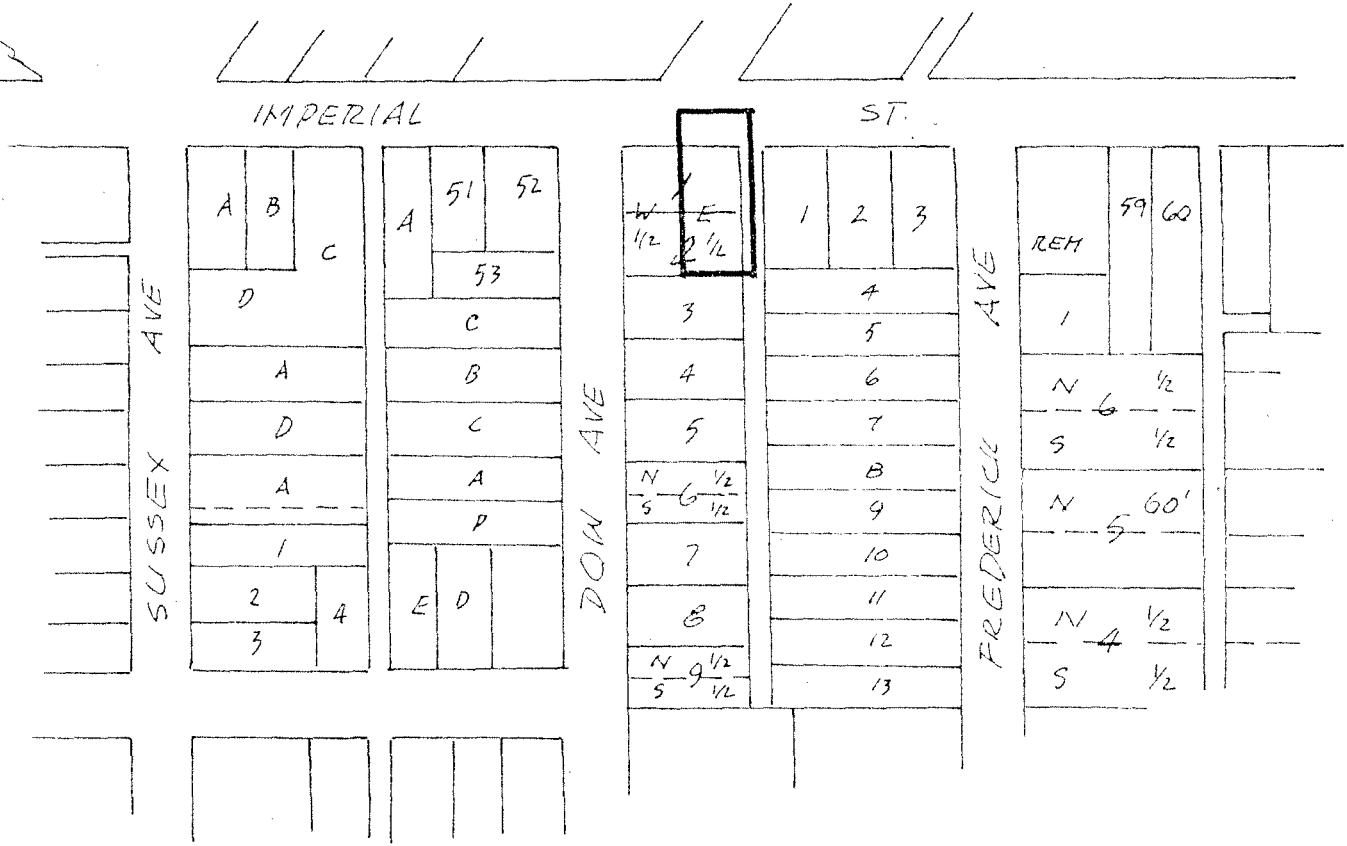 IMPERIAL ST.
SUSSEX AVE
A B C
D
A
D
A
1
2
3
4
A 51 52
53
C
B
C
A
D
E D
DOW AVE
1
W E
1/2 2 1/2
3
4
5
N 1/2
6
S 1/2
7
8
N 1/2
9
S 1/2
1 2 3
4
5
6
7
8
9
10
11
12
13
FREDERICK AVE
REM 59 60
1
N 1/2
6
S 1/2
N 60'
5
N 1/2
4
S 1/2